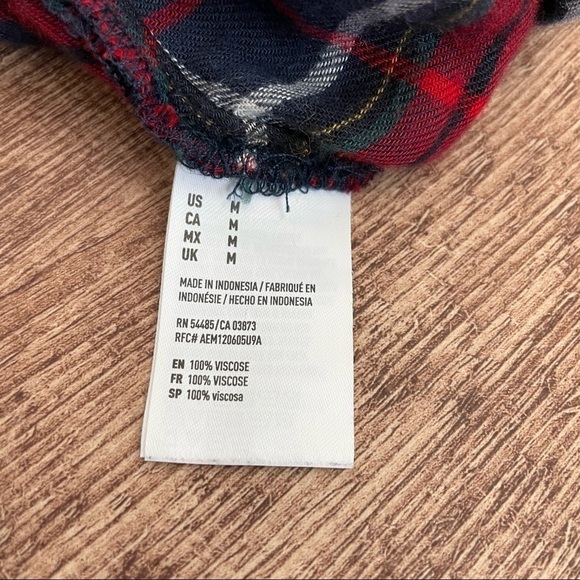 US M
CA M
MX M
UK M
MADE IN INDONESIA / FABRIQUÉ EN
INDONÉSIE / HECHO EN INDONESIA
RN 54485/CA 03873
RFC# AEM120605U9A
EN 100% VISCOSE
FR 100% VISCOSE
SP 100% viscosa